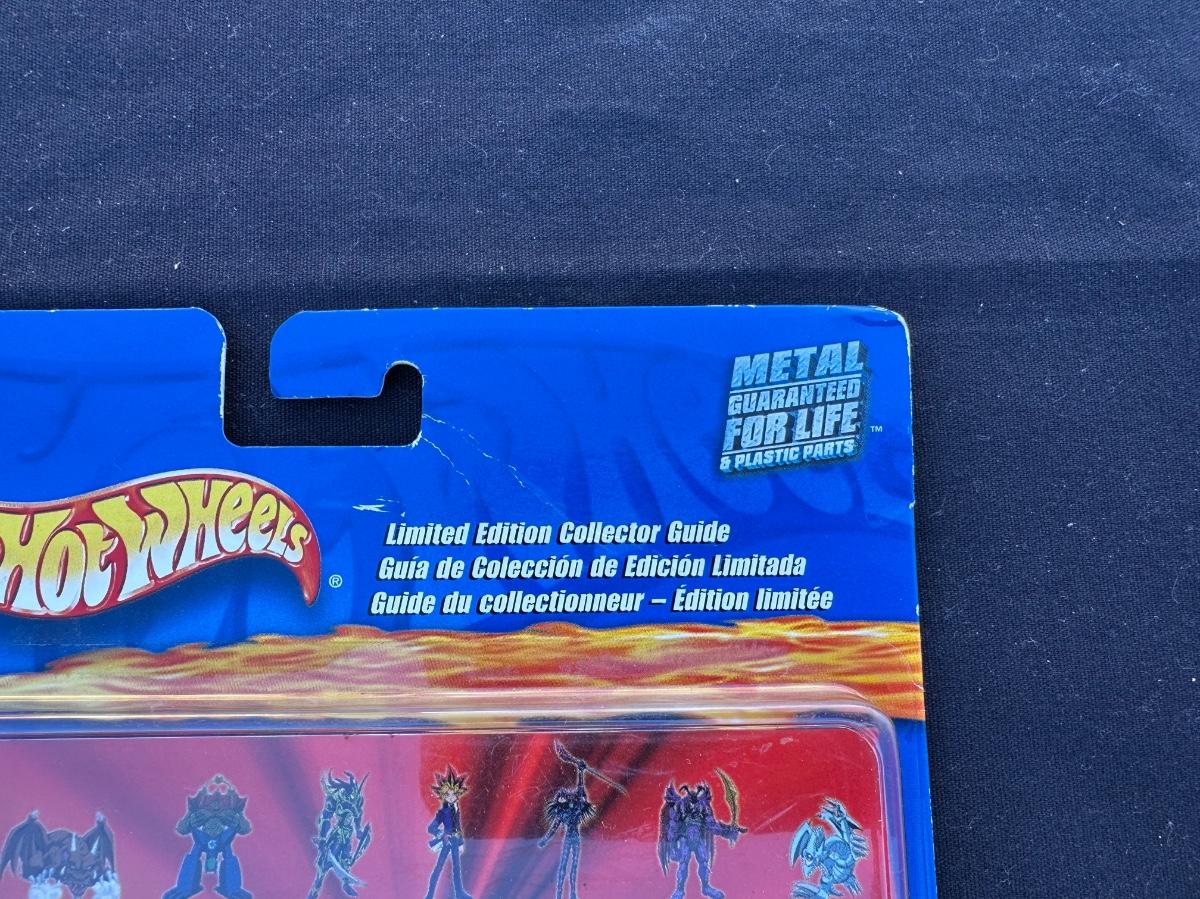 METAL
GUARANTEED
FOR LIFE
& PLASTIC PARTS
™
HOT WHEELS
®
Limited Edition Collector Guide
Guía de Colección de Edición Limitada
Guide du collectionneur – Édition limitée